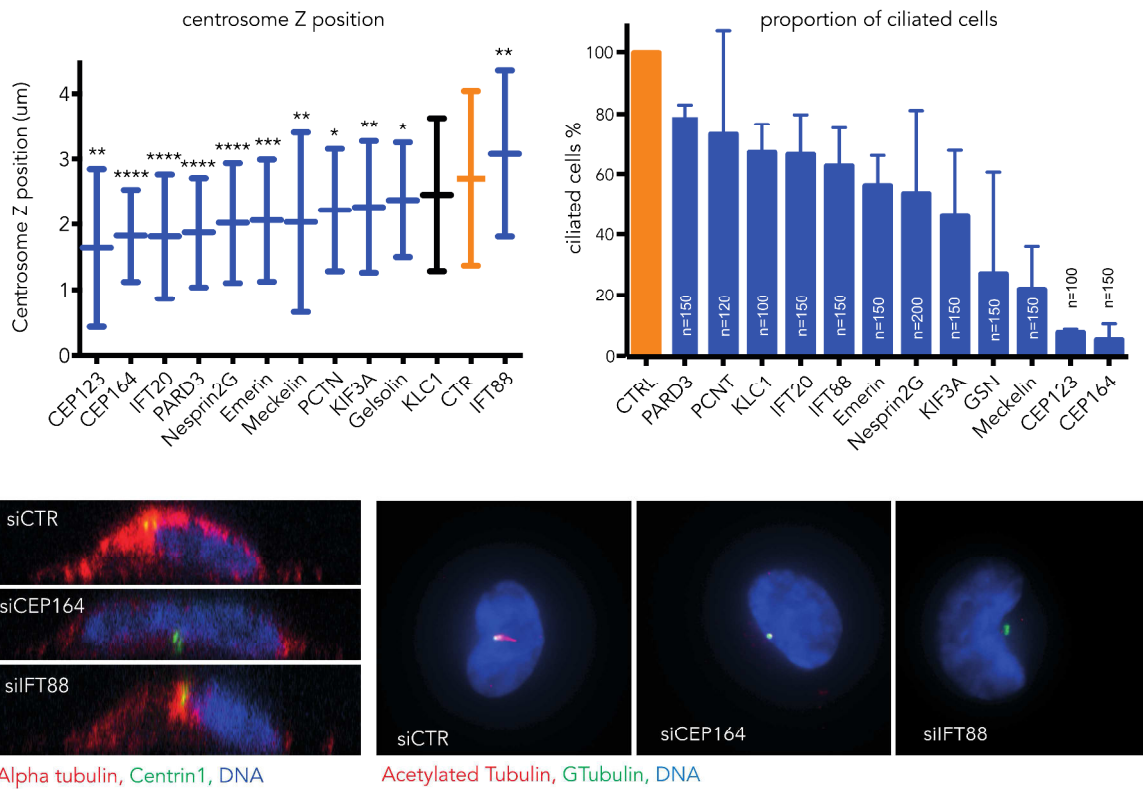 centrosome Z position
Centrosome Z position (um)
4
3
2
1
0
**
****
****
****
****
***
**
*
**
*
**
CEP123
CEP164
IFT20
PARD3
Nesprin2G
Emerin
Meckelin
PCTN
KIF3A
Gelsolin
KLC1
CTR
IFT88
proportion of ciliated cells
ciliated cells %
100
80
60
40
20
0
n=150
n=120
n=100
n=150
n=150
n=150
n=200
n=150
n=150
n=150
n=100
n=150
CTRL
PARD3
PCNT
KLC1
IFT20
IFT88
Emerin
Nesprin2G
KIF3A
GSN
Meckelin
CEP123
CEP164
siCTR
siCEP164
siIFT88
Alpha tubulin, Centrin1, DNA
siCTR
siCEP164
siIFT88
Acetylated Tubulin, GTubulin, DNA